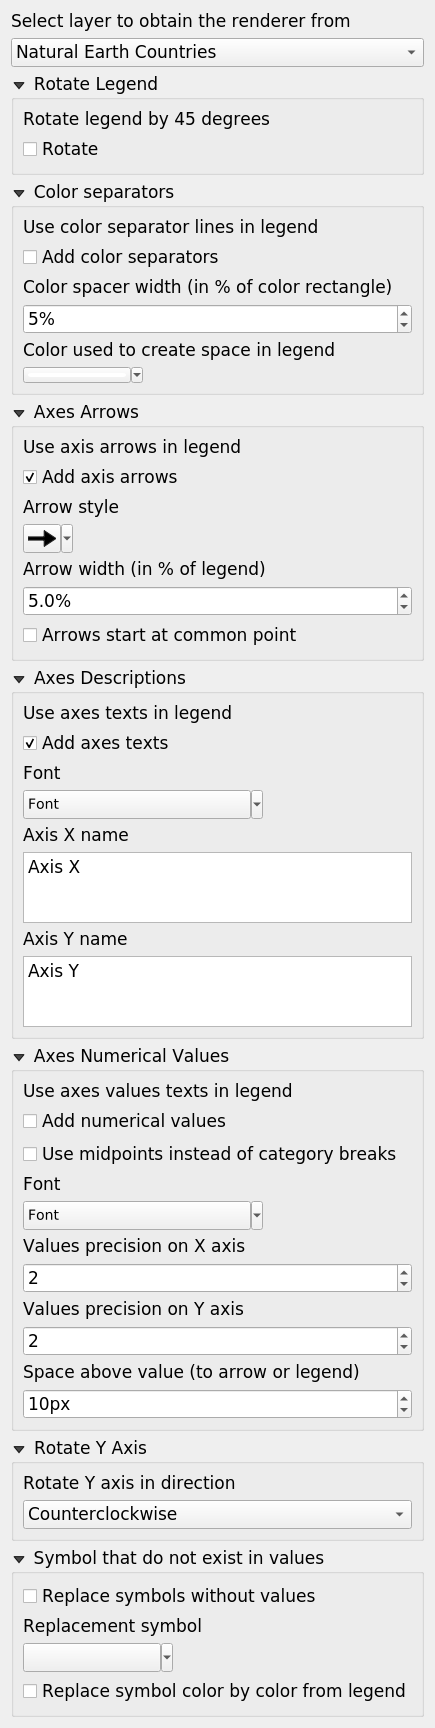 Select layer to obtain the renderer from
Natural Earth Countries
Rotate Legend
Rotate legend by 45 degrees
Rotate
Color separators
Use color separator lines in legend
Add color separators
Color spacer width (in % of color rectangle)
5%
Color used to create space in legend
Axes Arrows
Use axis arrows in legend
Add axis arrows
Arrow style
Arrow width (in % of legend)
5.0%
Arrows start at common point
Axes Descriptions
Use axes texts in legend
Add axes texts
Font
Font
Axis X name
Axis X
Axis Y name
Axis Y
Axes Numerical Values
Use axes values texts in legend
Add numerical values
Use midpoints instead of category breaks
Font
Font
Values precision on X axis
2
Values precision on Y axis
2
Space above value (to arrow or legend)
10px
Rotate Y Axis
Rotate Y axis in direction
Counterclockwise
Symbol that do not exist in values
Replace symbols without values
Replacement symbol
Replace symbol color by color from legend